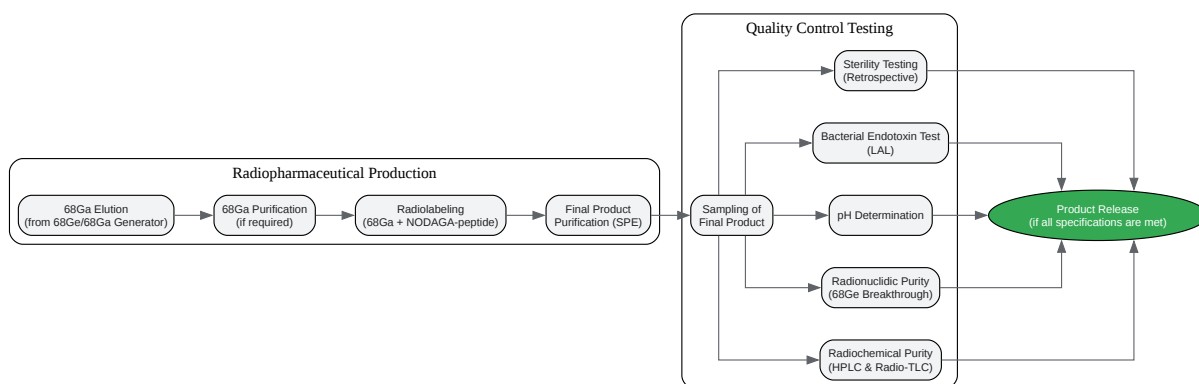 Quality Control Testing
Sterility Testing
(Retrospective)
Bacterial Endotoxin Test
(LAL)
Radiopharmaceutical Production
68Ga Elution
(from 68Ge/68Ga Generator)
68Ga Purification
(if required)
Radiolabeling
(68Ga + NODAGA-peptide)
Final Product
Purification (SPE)
Sampling of
Final Product
pH Determination
Product Release
(if all specifications are met)
Radionuclidic Purity
(68Ge Breakthrough)
Radiochemical Purity
(HPLC & Radio-TLC)